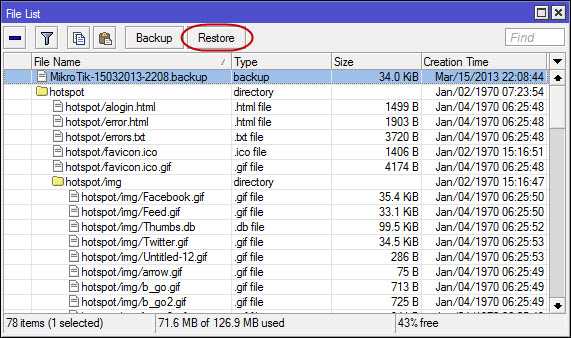 File List
Backup Restore Find
File Name Type Size Creation Time
MikroTik-15032013-2208.backup backup 34.0 KiB Mar/15/2013 22:08:44
hotspot directory Jan/02/1970 07:23:54
hotspot/alogin.html .html file 1499 B Jan/04/1970 06:25:48
hotspot/error.html .html file 1903 B Jan/04/1970 06:25:48
hotspot/errors.txt .txt file 3720 B Jan/04/1970 06:25:48
hotspot/favicon.ico .ico file 1406 B Jan/02/1970 15:16:51
hotspot/favicon.ico.gif .gif file 4174 B Jan/04/1970 06:25:48
hotspot/img directory Jan/02/1970 15:16:47
hotspot/img/Facebook.gif .gif file 35.4 KiB Jan/04/1970 06:25:50
hotspot/img/Feed.gif .gif file 33.1 KiB Jan/04/1970 06:25:50
hotspot/img/Thumbs.db .db file 99.5 KiB Jan/04/1970 06:25:52
hotspot/img/Twitter.gif .gif file 34.5 KiB Jan/04/1970 06:25:53
hotspot/img/Untitled-12.gif .gif file 286 B Jan/04/1970 06:25:53
hotspot/img/arrow.gif .gif file 75 B Jan/04/1970 06:25:49
hotspot/img/b_go.gif .gif file 713 B Jan/04/1970 06:25:49
hotspot/img/b_go2.gif .gif file 725 B Jan/04/1970 06:25:49
78 items (1 selected) 71.6 MB of 126.9 MB used 43% free